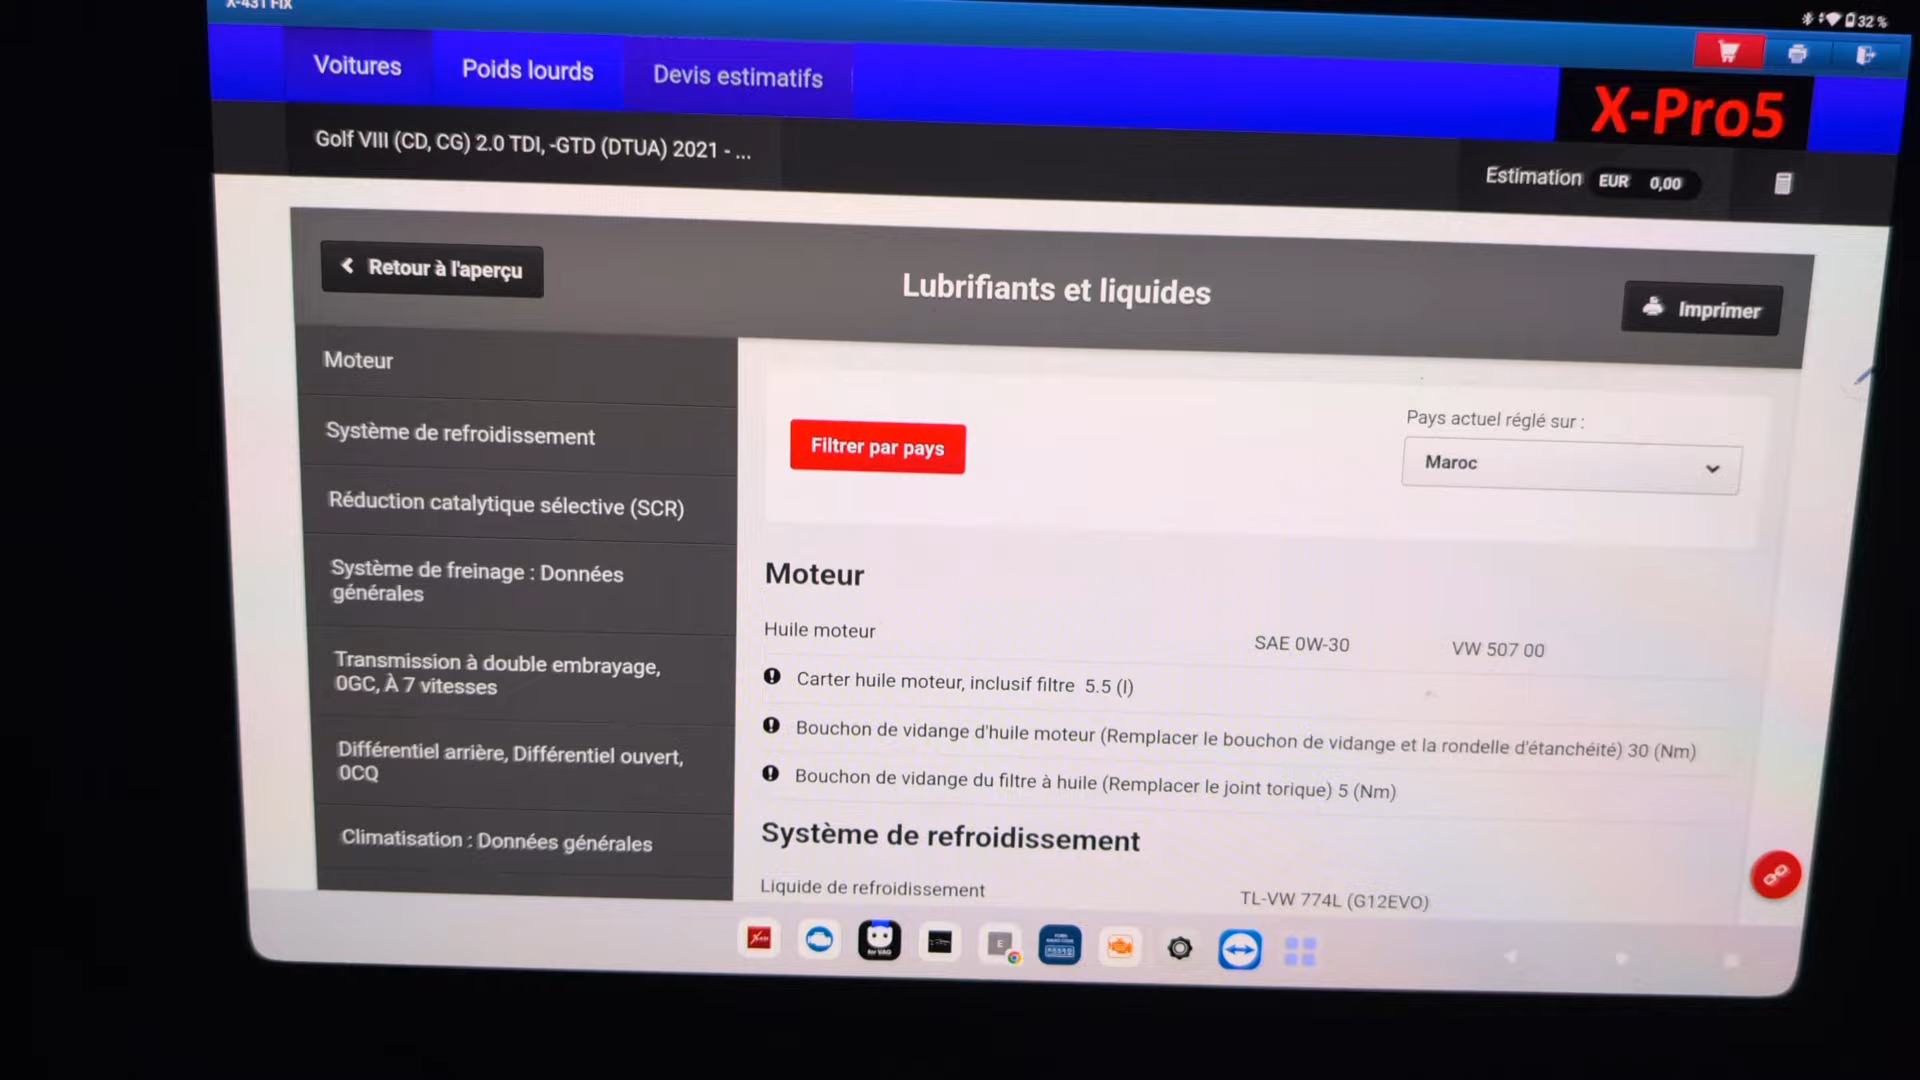 X-431 FIX
32 %
Voitures
Poids lourds
Devis estimatifs
X-Pro5
Golf VIII (CD, CG) 2.0 TDI, -GTD (DTUA) 2021 - ...
Estimation EUR 0,00
Retour à l'aperçu
Lubrifiants et liquides
Imprimer
Moteur
Système de refroidissement
Réduction catalytique sélective (SCR)
Système de freinage : Données
générales
Transmission à double embrayage,
0GC, À 7 vitesses
Différentiel arrière, Différentiel ouvert,
0CQ
Climatisation : Données générales
Filtrer par pays
Pays actuel réglé sur :
Maroc
Moteur
Huile moteur SAE 0W-30 VW 507 00
Carter huile moteur, inclusif filtre 5.5 (l)
Bouchon de vidange d'huile moteur (Remplacer le bouchon de vidange et la rondelle d'étanchéité) 30 (Nm)
Bouchon de vidange du filtre à huile (Remplacer le joint torique) 5 (Nm)
Système de refroidissement
Liquide de refroidissement TL-VW 774L (G12EVO)
for VAG
E